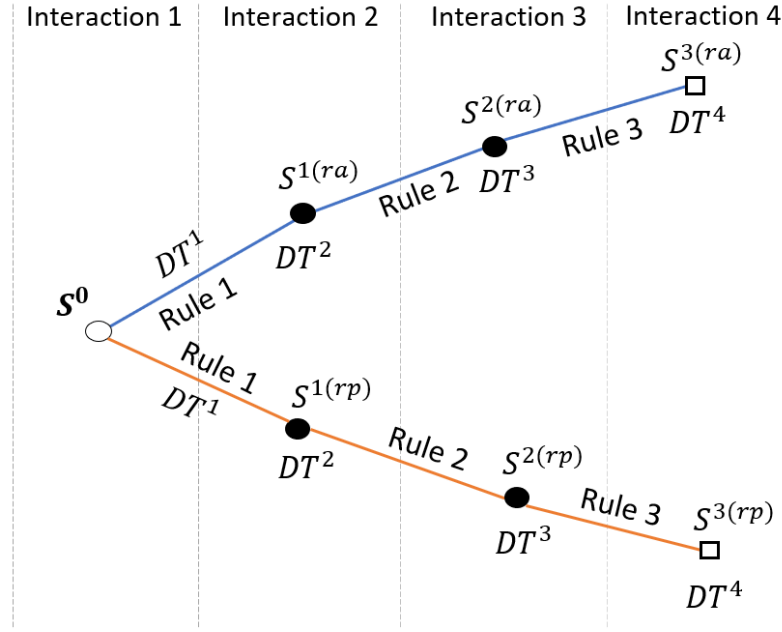 Interaction 1
Interaction 2
Interaction 3
Interaction 4
S^3(ra)
S^2(ra)
DT^4
Rule 3
S^1(ra)
Rule 2
DT^3
DT^1
DT^2
S^0
Rule 1
Rule 1
DT^1
S^1(rp)
DT^2
Rule 2
S^2(rp)
Rule 3
S^3(rp)
DT^3
DT^4